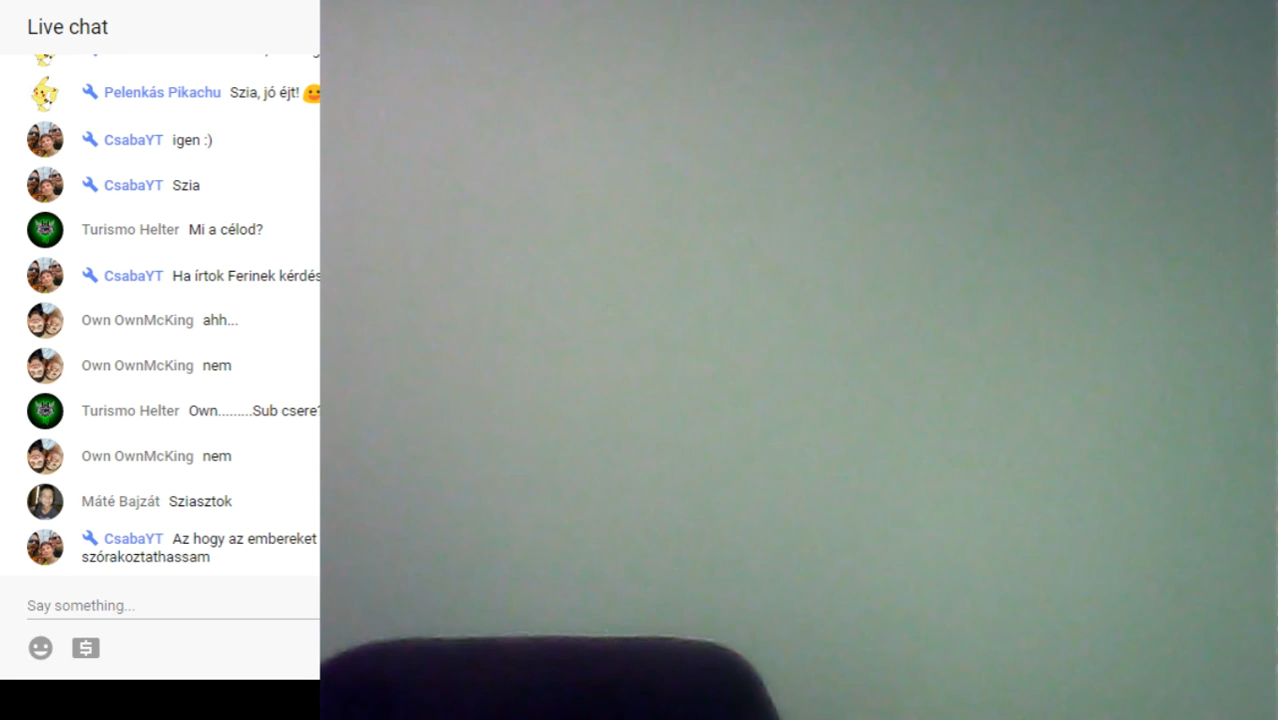 Live chat
Pelenkás Pikachu Szia, jó éjt!
CsabaYT igen :)
CsabaYT Szia
Turismo Helter Mi a célod?
CsabaYT Ha írtok Ferinek kérdés
Own OwnMcKing ahh...
Own OwnMcKing nem
Turismo Helter Own.........Sub csere?
Own OwnMcKing nem
Máté Bajzát Sziasztok
CsabaYT Az hogy az embereket
szórakoztathassam
Say something...